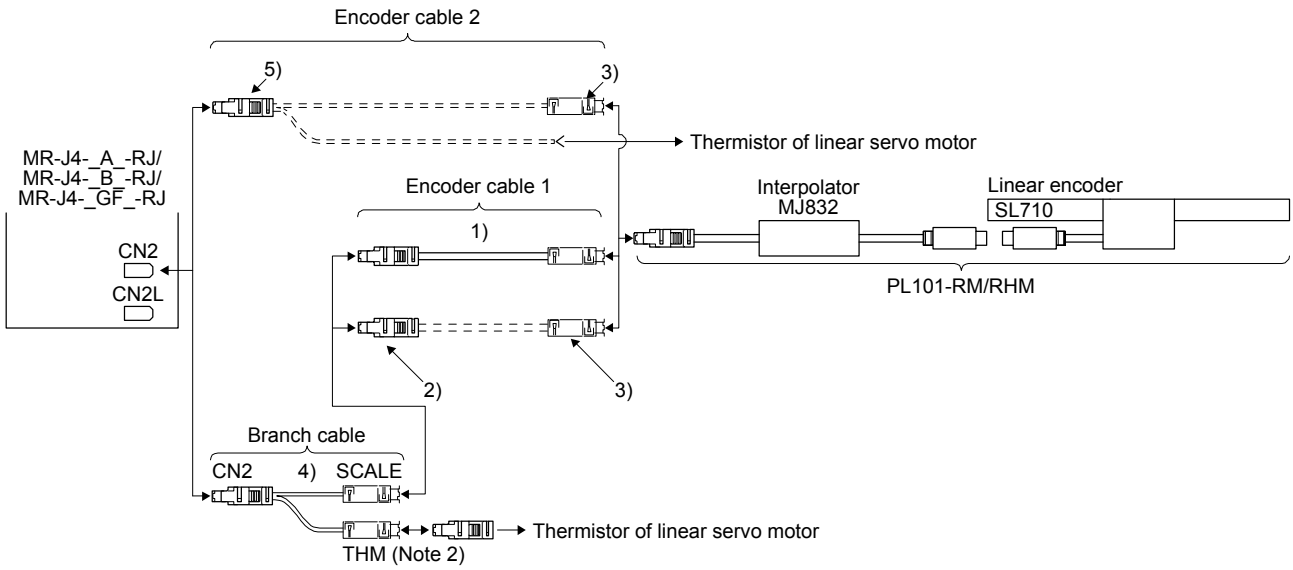 Encoder cable 2
5)
3)
Thermistor of linear servo motor
MR-J4-_A_-RJ/
MR-J4-_B_-RJ/
MR-J4-_GF_-RJ
CN2
CN2L
Encoder cable 1
1)
Interpolator
MJ832
Linear encoder
SL710
PL101-RM/RHM
2)
3)
Branch cable
CN2
4)
SCALE
Thermistor of linear servo motor
THM (Note 2)